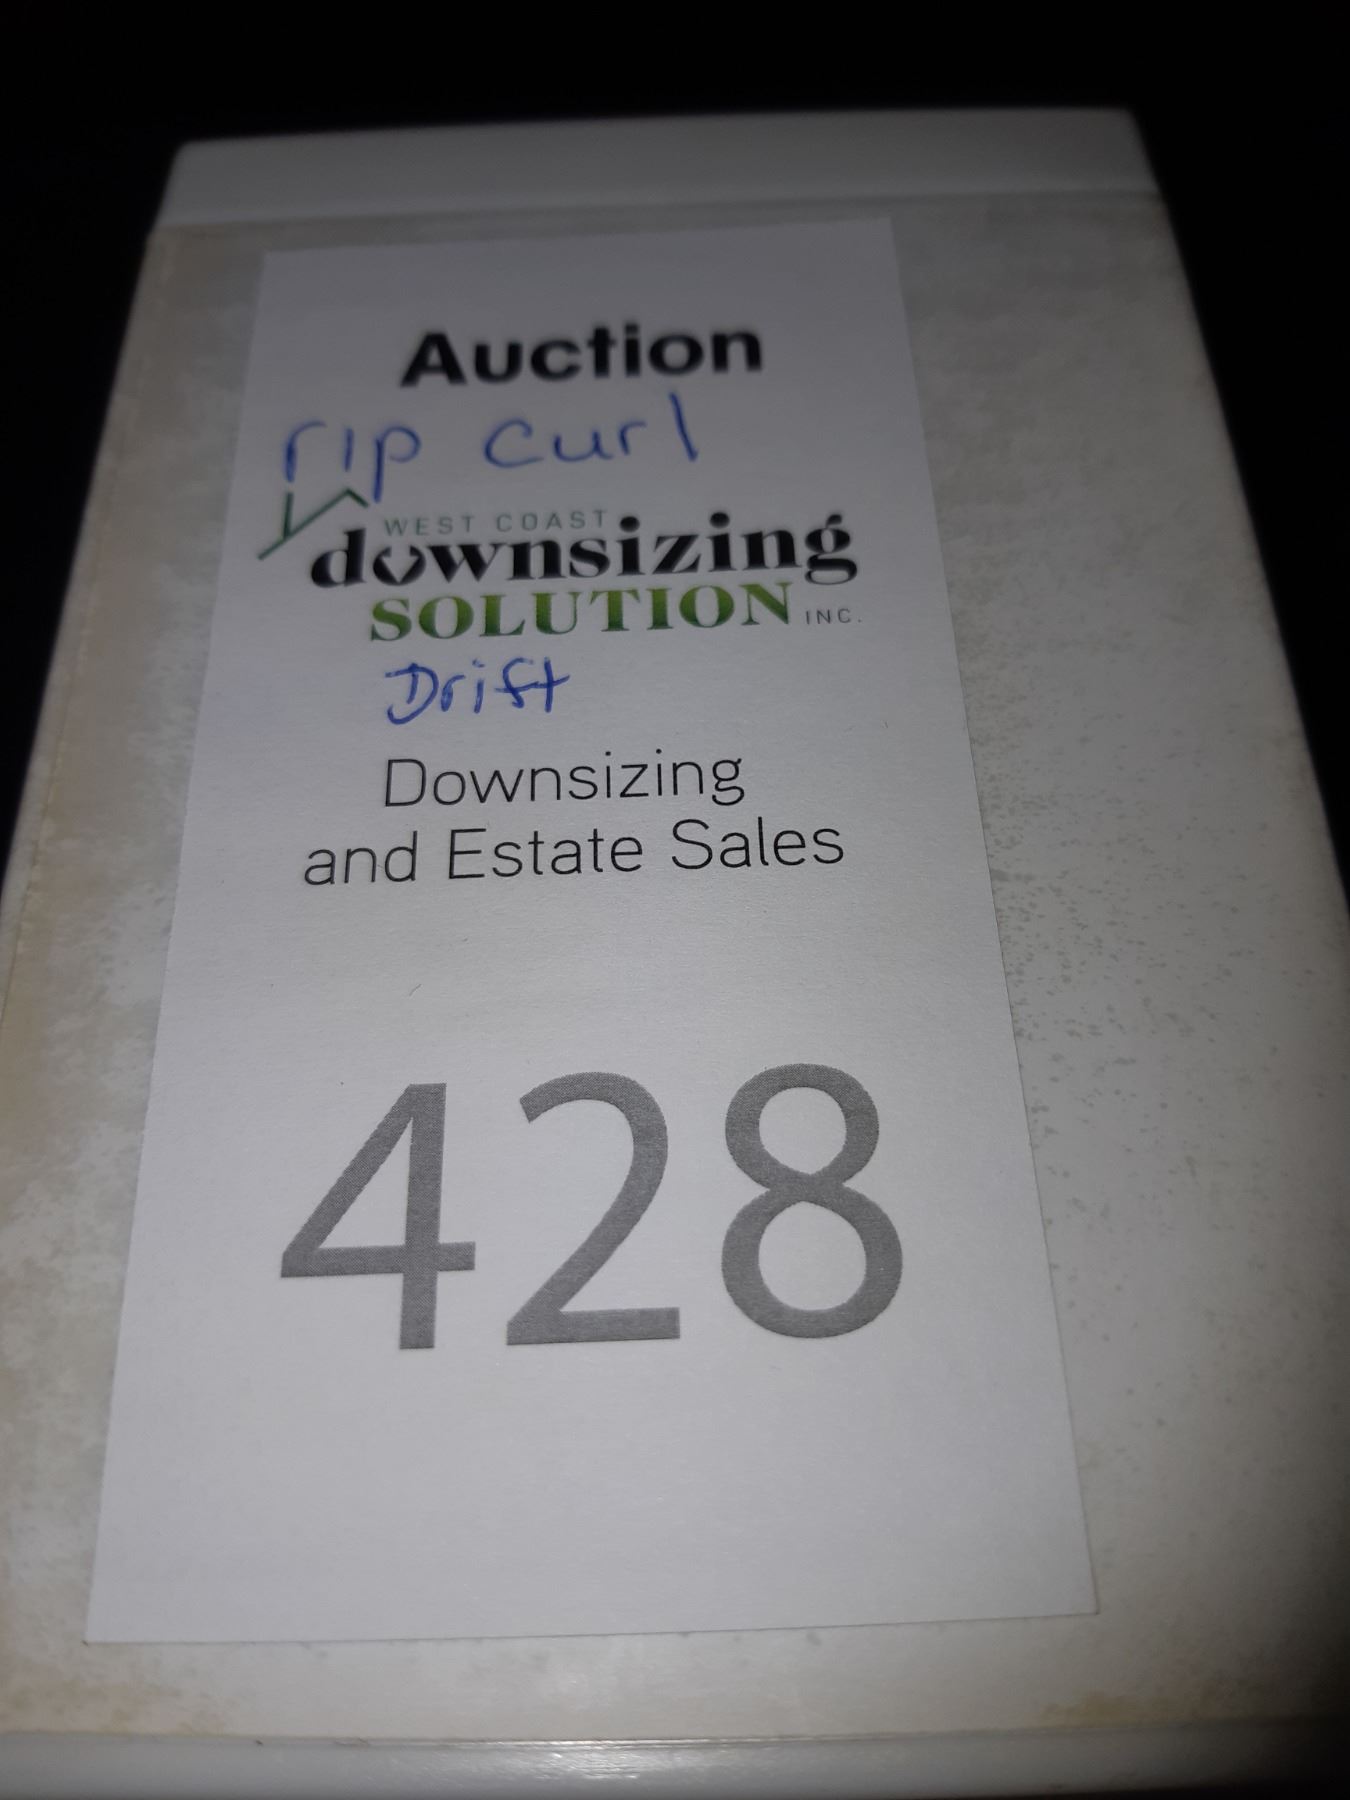 Auction
rip curl
WEST COAST
downsizing
SOLUTION INC.
Drift
Downsizing
and Estate Sales
428